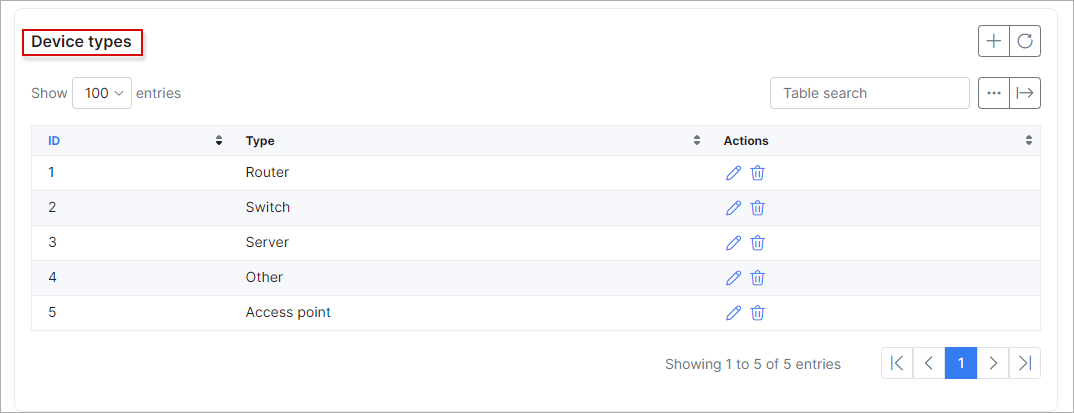 Device types
Show 100 entries
Table search
ID Type Actions
1 Router
2 Switch
3 Server
4 Other
5 Access point
Showing 1 to 5 of 5 entries 1